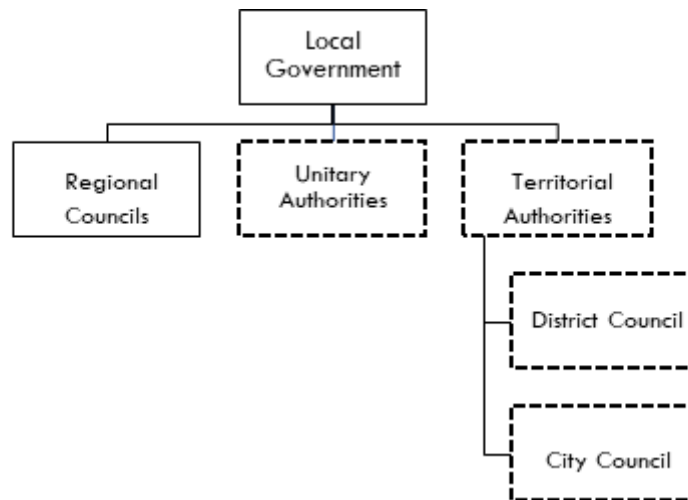 Local
Government
Regional
Councils
Unitary
Authorities
Territorial
Authorities
District Council
City Council